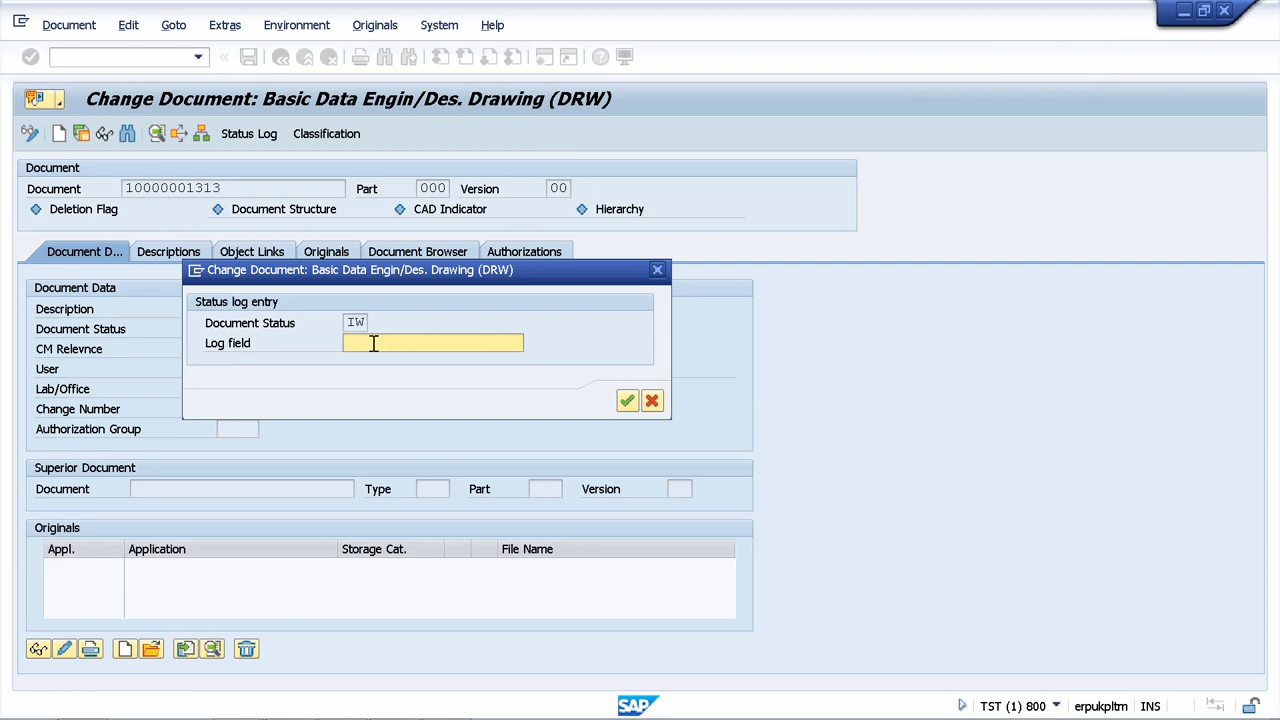 Document Edit Goto Extras Environment Originals System Help
Change Document: Basic Data Engin/Des. Drawing (DRW)
Status Log Classification
Document
Document 10000001313 Part 000 Version 00
Deletion Flag Document Structure CAD Indicator Hierarchy
Document D... Descriptions Object Links Originals Document Browser Authorizations
Change Document: Basic Data Engin/Des. Drawing (DRW)
Document Data
Status log entry
Description
Document Status IW
Document Status
Log field
CM Relevnce
User
Lab/Office
Change Number
Authorization Group
Superior Document
Document Type Part Version
Originals
Appl. Application Storage Cat. File Name
SAP
TST (1) 800 erpukpltm INS